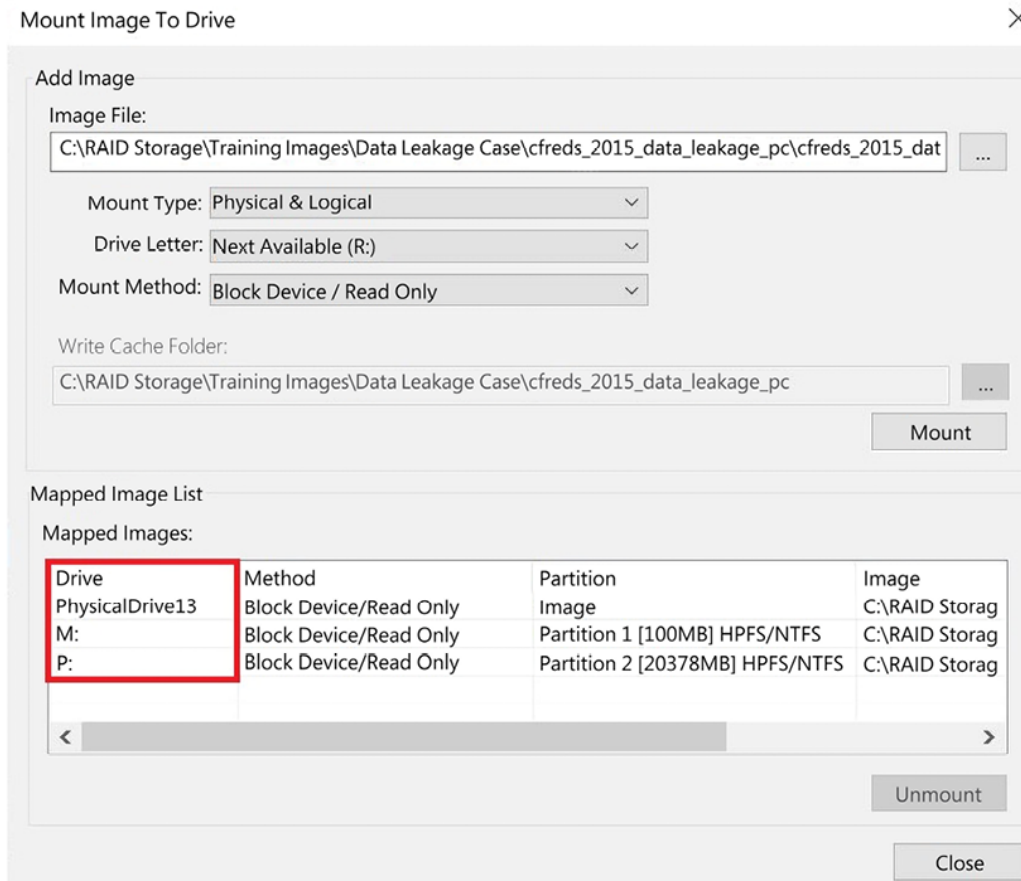 Mount Image To Drive
Add Image
Image File:
C:\RAID Storage\Training Images\Data Leakage Case\cfreds_2015_data_leakage_pc\cfreds_2015_dat
...
Mount Type: Physical & Logical
Drive Letter: Next Available (R:)
Mount Method: Block Device / Read Only
Write Cache Folder:
C:\RAID Storage\Training Images\Data Leakage Case\cfreds_2015_data_leakage_pc
...
Mount
Mapped Image List
Mapped Images:
Drive Method Partition Image
PhysicalDrive13 Block Device/Read Only Image C:\RAID Storag
M: Block Device/Read Only Partition 1 [100MB] HPFS/NTFS C:\RAID Storag
P: Block Device/Read Only Partition 2 [20378MB] HPFS/NTFS C:\RAID Storag
Unmount
Close